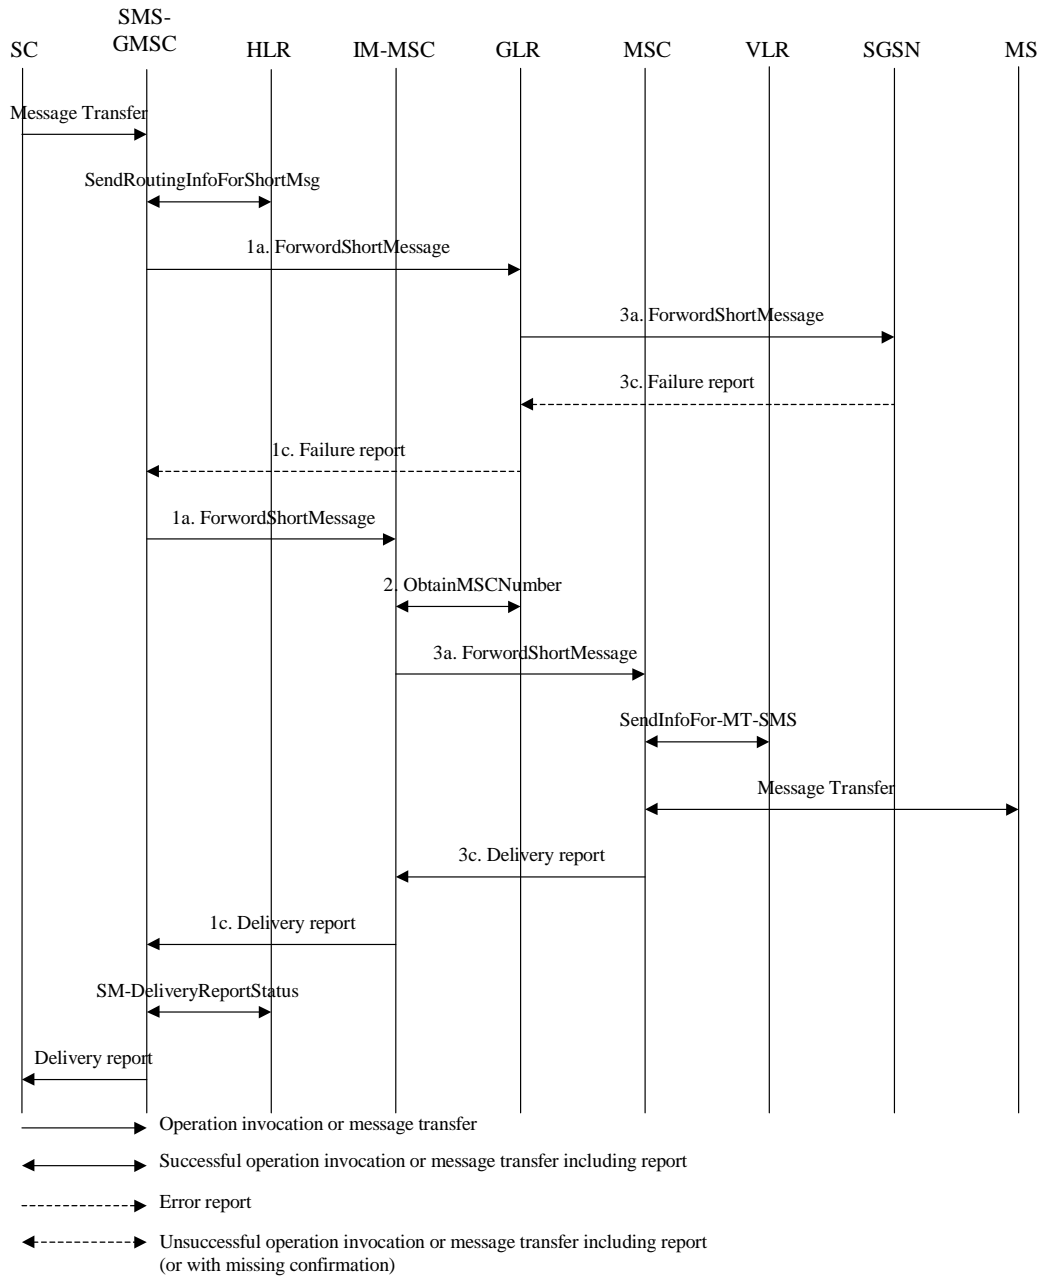 SMS-
SC GMSC HLR IM-MSC GLR MSC VLR SGSN MS
Message Transfer
SendRoutingInfoForShortMsg
1a. ForwordShortMessage
3a. ForwordShortMessage
3c. Failure report
1c. Failure report
1a. ForwordShortMessage
2. ObtainMSCNumber
3a. ForwordShortMessage
SendInfoFor-MT-SMS
Message Transfer
3c. Delivery report
1c. Delivery report
SM-DeliveryReportStatus
Delivery report
Operation invocation or message transfer
Successful operation invocation or message transfer including report
Error report
Unsuccessful operation invocation or message transfer including report
(or with missing confirmation)